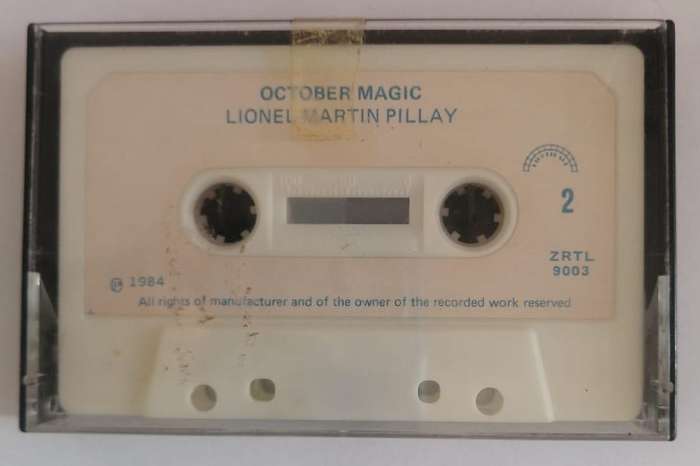 OCTOBER MAGIC
LIONEL MARTIN PILLAY
2
ZRTL
9003
℗ 1984
All rights of manufacturer and of the owner of the recorded work reserved